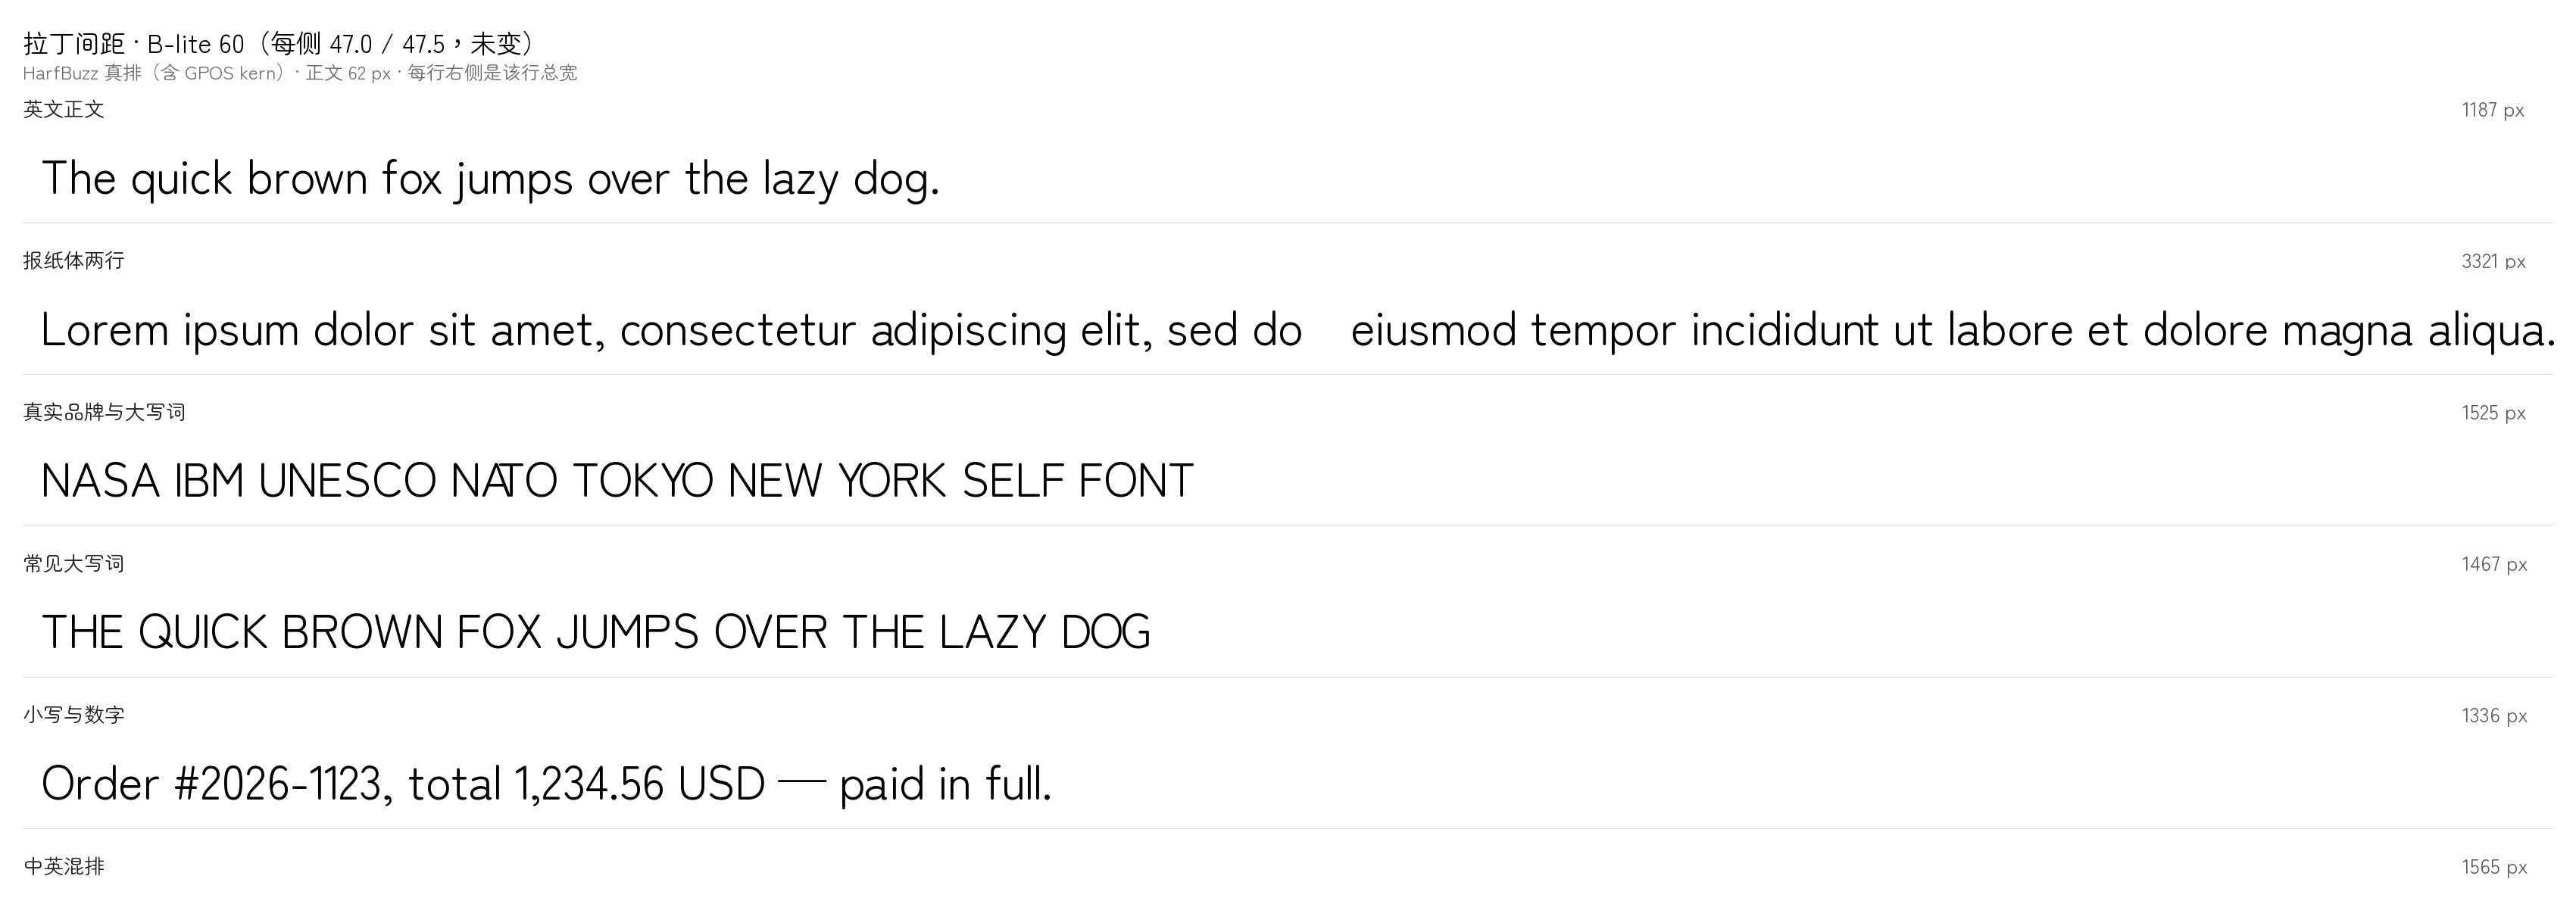 拉丁间距 · B-lite 60（每侧 47.0 / 47.5，未变）
HarfBuzz 真排（含 GPOS kern）· 正文 62 px · 每行右侧是该行总宽
英文正文 1187 px
The quick brown fox jumps over the lazy dog.
报纸体两行 3321 px
Lorem ipsum dolor sit amet, consectetur adipiscing elit, sed do eiusmod tempor incididunt ut labore et dolore magna aliqua.
真实品牌与大写词 1525 px
NASA IBM UNESCO NATO TOKYO NEW YORK SELF FONT
常见大写词 1467 px
THE QUICK BROWN FOX JUMPS OVER THE LAZY DOG
小写与数字 1336 px
Order #2026-1123, total 1,234.56 USD — paid in full.
中英混排 1565 px